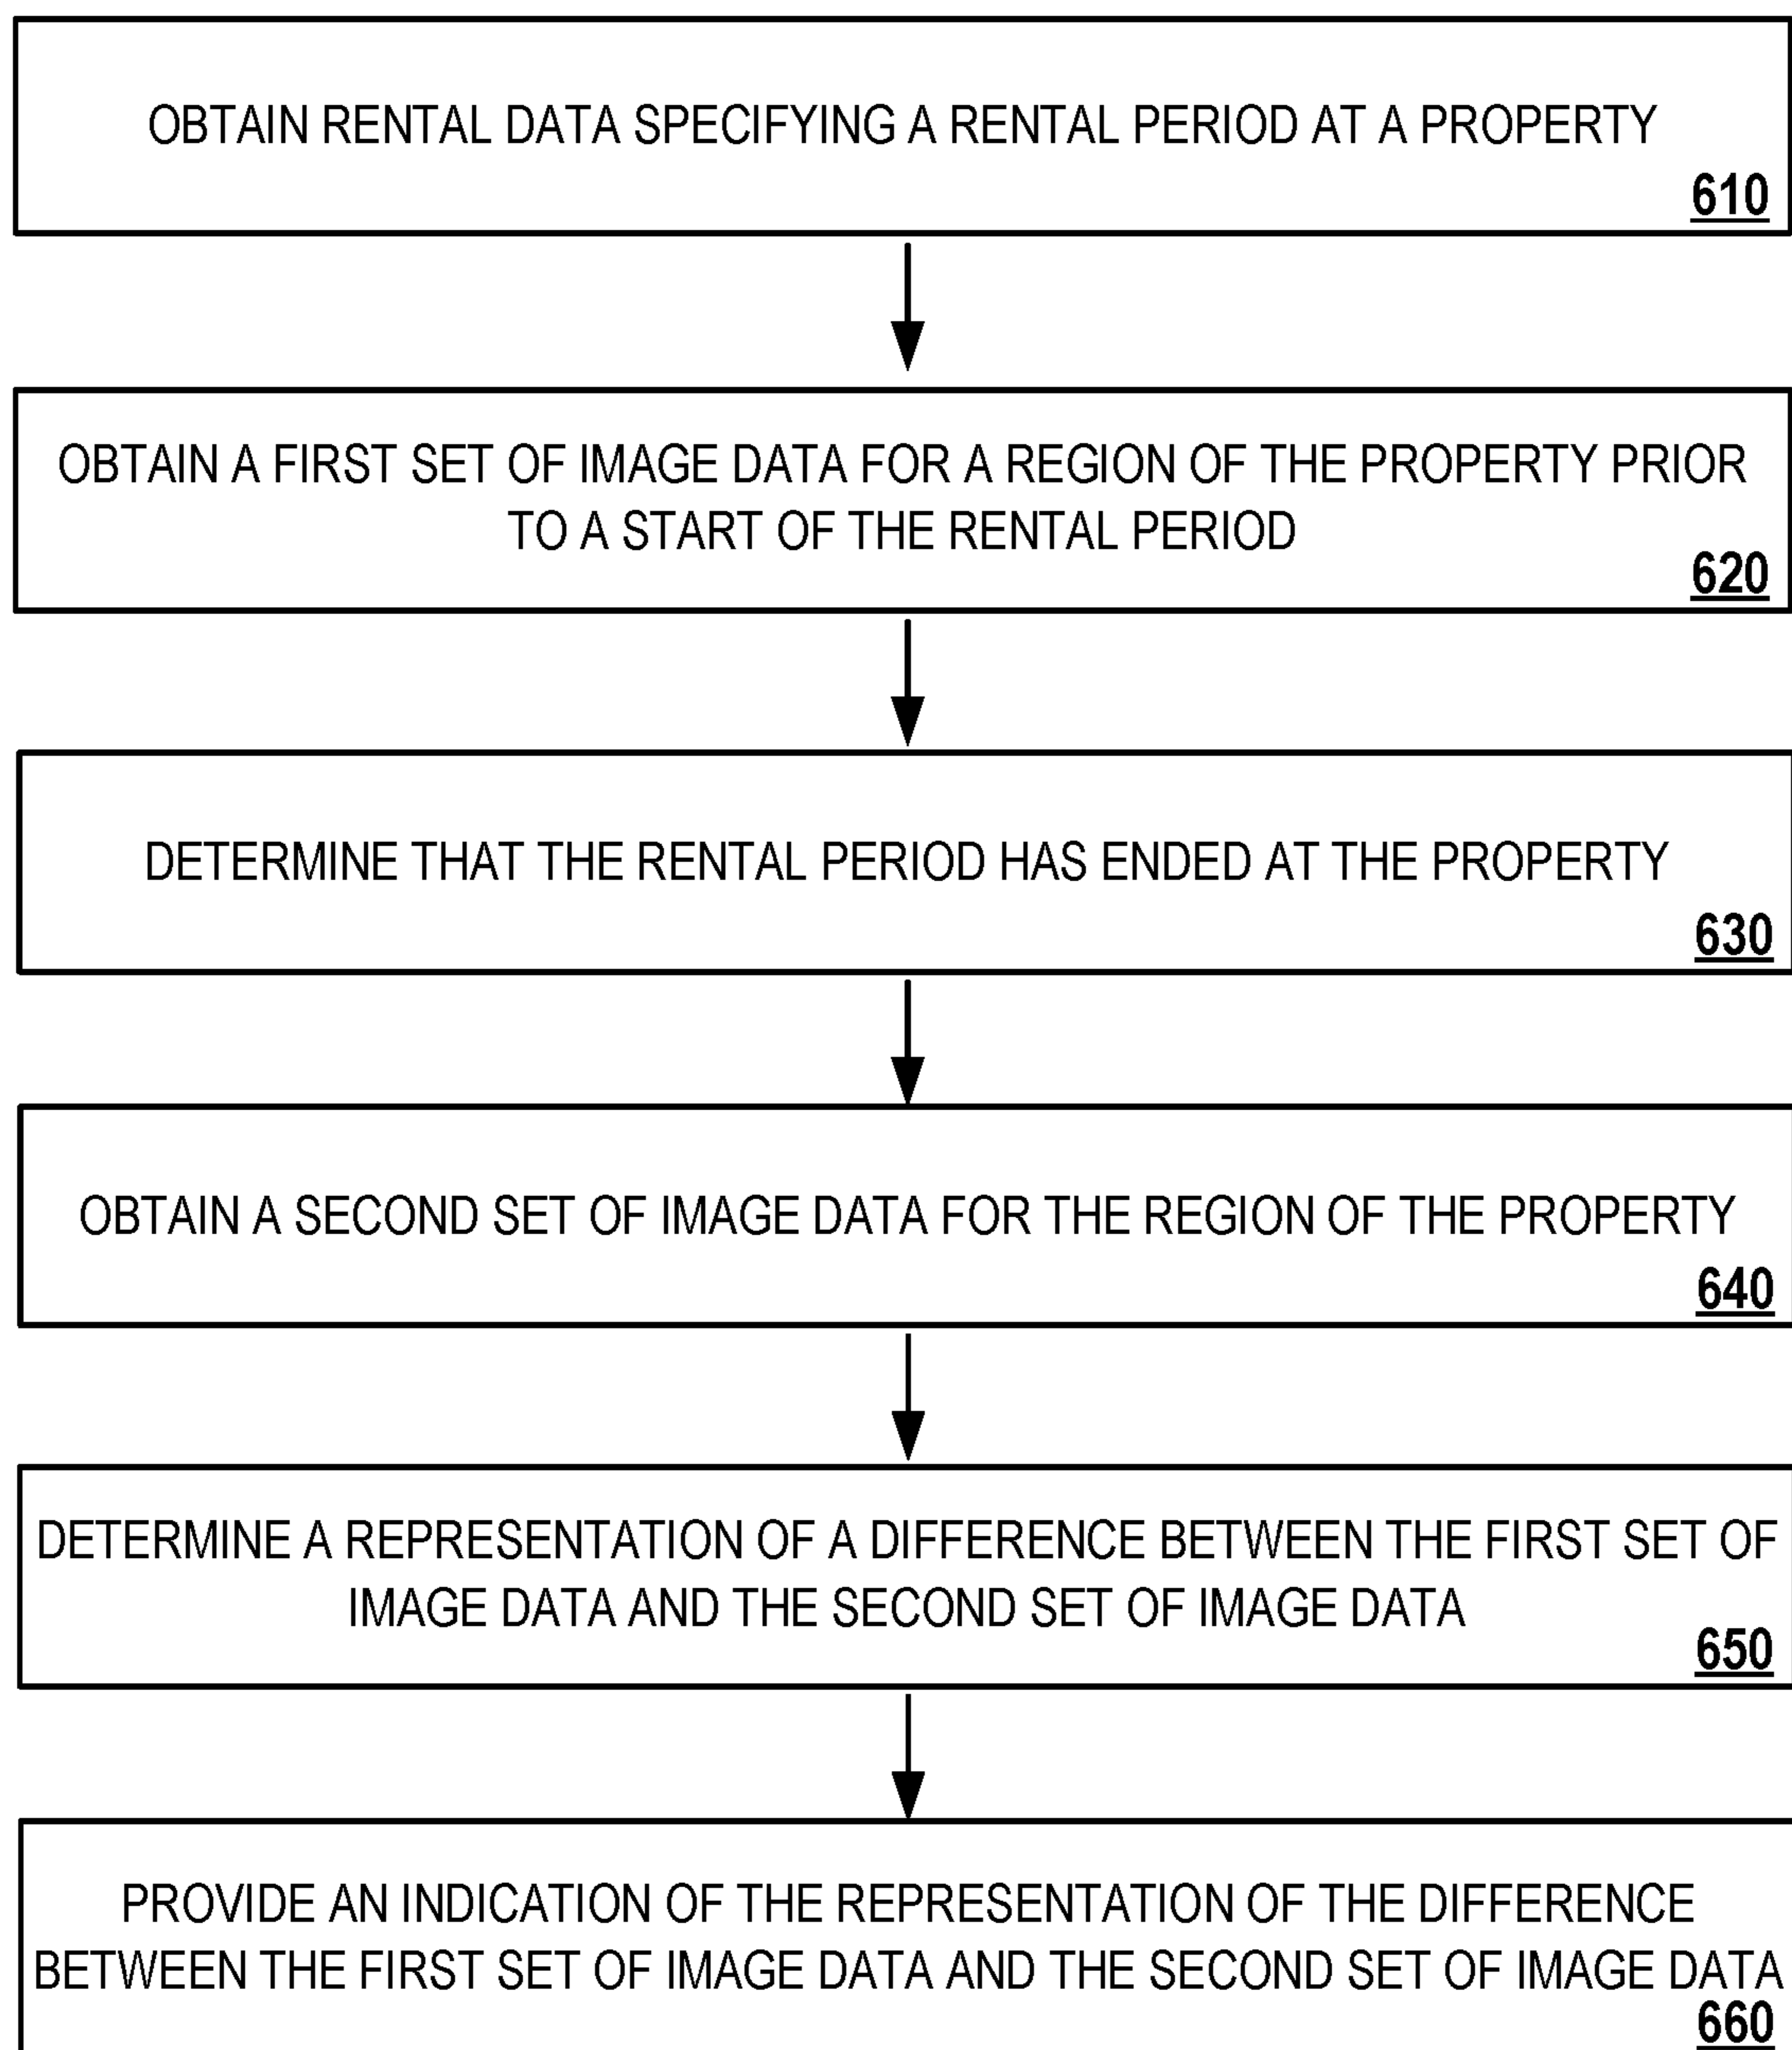 OBTAIN RENTAL DATA SPECIFYING A RENTAL PERIOD AT A PROPERTY
610
OBTAIN A FIRST SET OF IMAGE DATA FOR A REGION OF THE PROPERTY PRIOR
TO A START OF THE RENTAL PERIOD
620
DETERMINE THAT THE RENTAL PERIOD HAS ENDED AT THE PROPERTY
630
OBTAIN A SECOND SET OF IMAGE DATA FOR THE REGION OF THE PROPERTY
640
DETERMINE A REPRESENTATION OF A DIFFERENCE BETWEEN THE FIRST SET OF
IMAGE DATA AND THE SECOND SET OF IMAGE DATA
650
PROVIDE AN INDICATION OF THE REPRESENTATION OF THE DIFFERENCE
BETWEEN THE FIRST SET OF IMAGE DATA AND THE SECOND SET OF IMAGE DATA
660